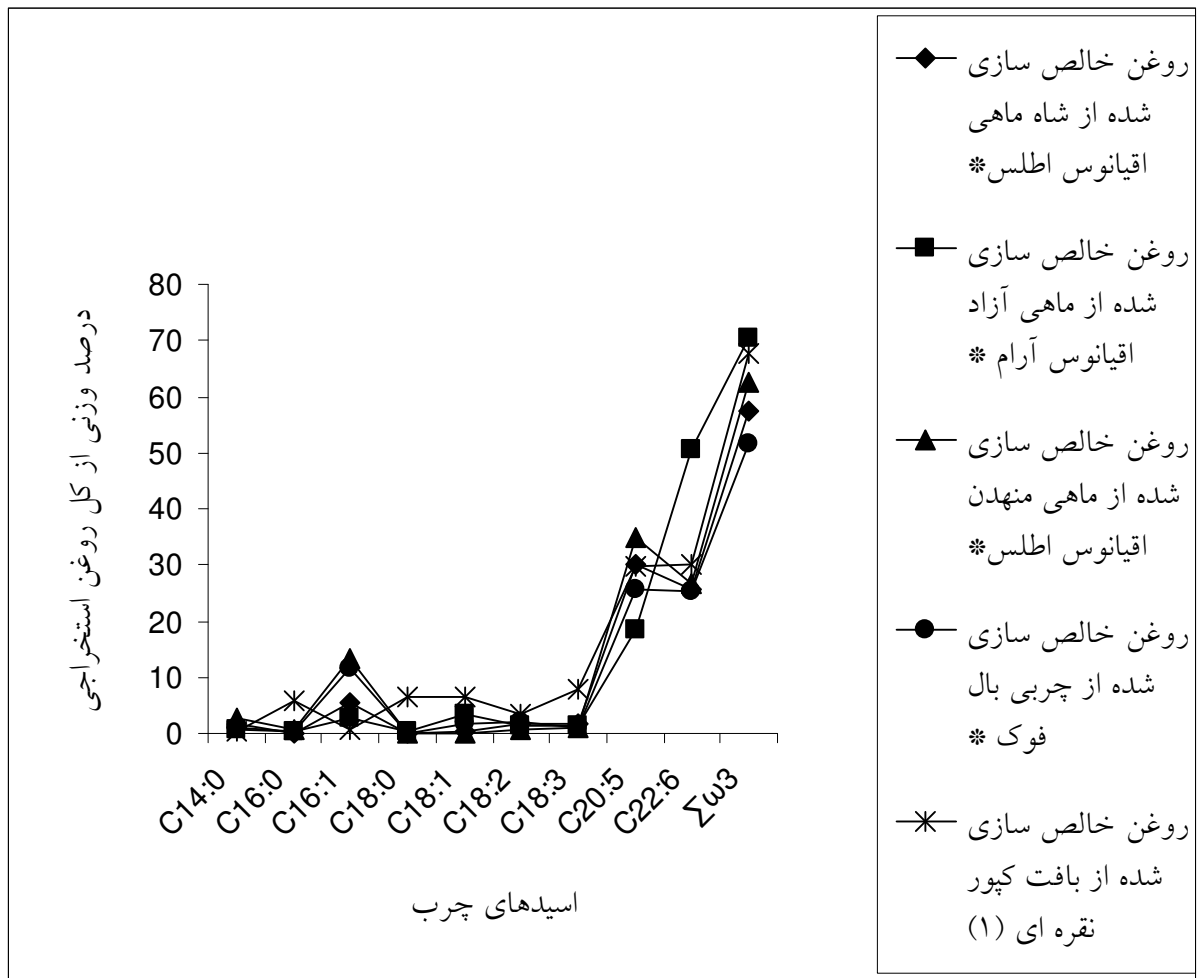 روغن خالص سازی
شده از شاه ماهی
اقیانوس اطلس*
روغن خالص سازی
شده از ماهی آزاد
اقیانوس آرام *
روغن خالص سازی
شده از ماهی منهدن
اقیانوس اطلس*
روغن خالص سازی
شده از چربی بال
فوک *
روغن خالص سازی
شده از بافت کپور
نقره ای (۱)
درصد وزنی از کل روغن استخراجی
80
70
60
50
40
30
20
10
0
C14:0
C16:0
C16:1
C18:0
C18:1
C18:2
C18:3
C20:5
C22:6
∑ω3
اسیدهای چرب